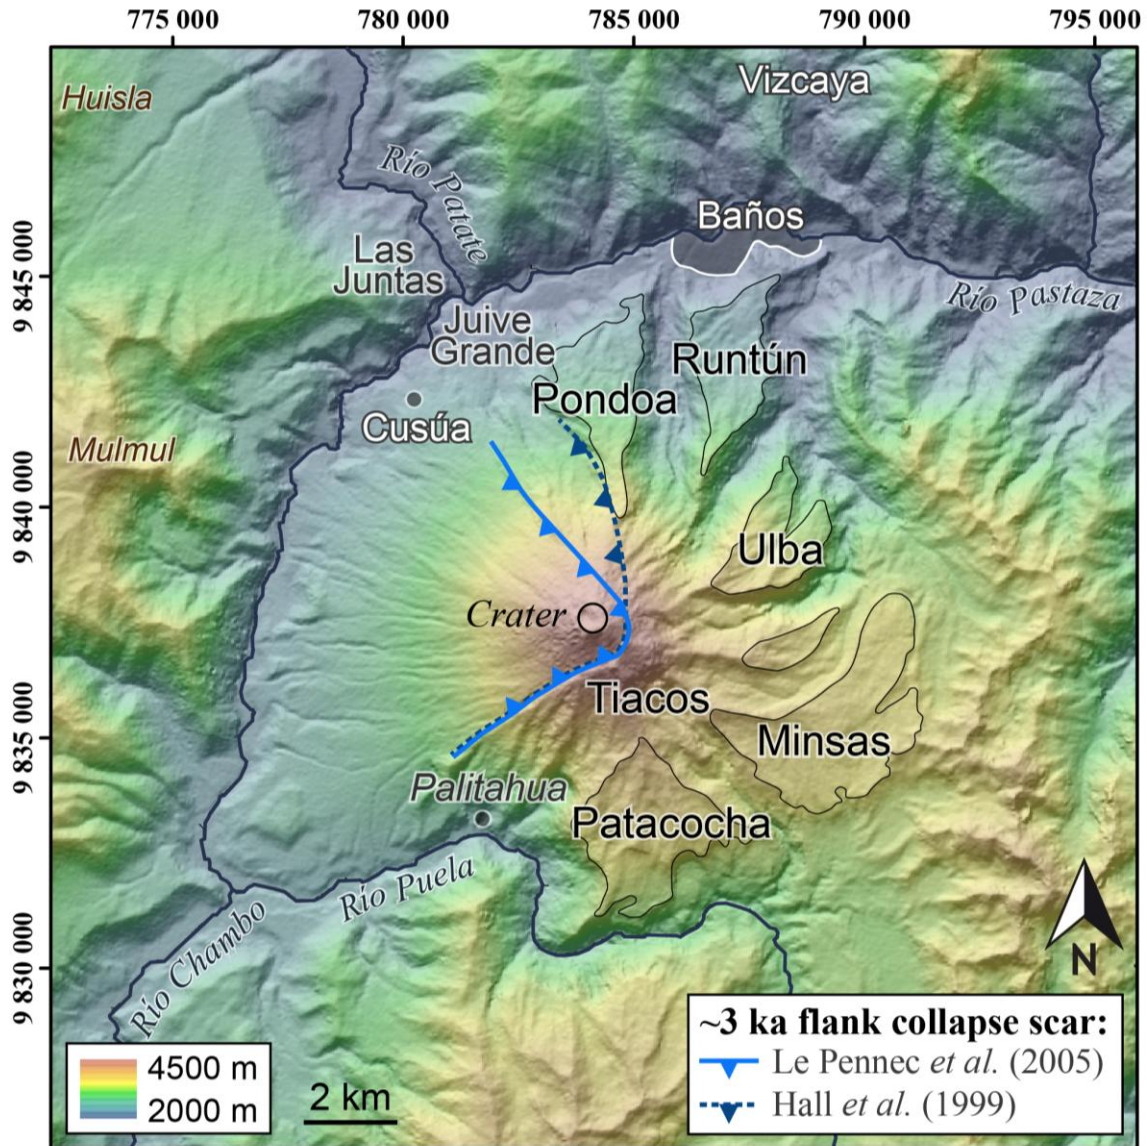 775 000
780 000
785 000
790 000
795 000
Huisla
Vizcaya
Río Patate
Baños
Las
Juntas
9 845 000
Río Pastaza
Juive
Grande
Runtún
Pondoa
Cusúa
Mulmul
9 840 000
Ulba
Crater
Tiacos
9 835 000
Minsas
Palitahua
Patacocha
Río Puela
Río Chambo
9 830 000
N
~3 ka flank collapse scar:
Le Pennec et al. (2005)
Hall et al. (1999)
4500 m
2000 m
2 km